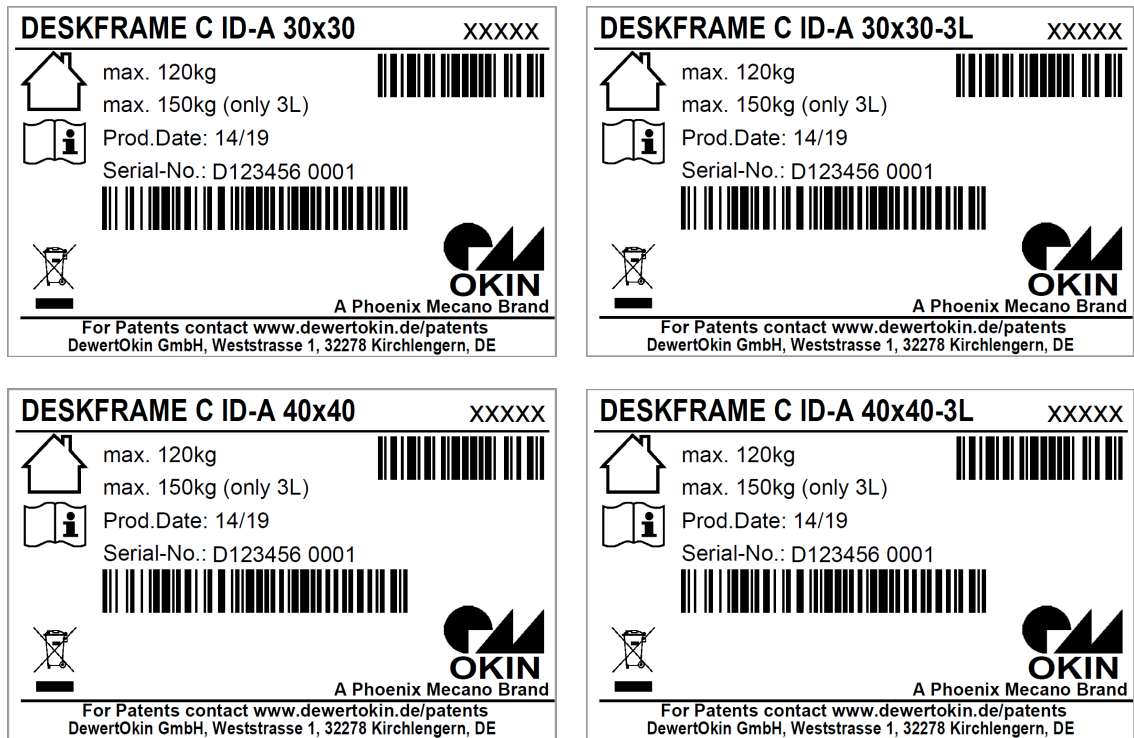 DESKFRAME C ID-A 30x30 XXXXX
max. 120kg
max. 150kg (only 3L)
Prod.Date: 14/19
Serial-No.: D123456 0001
OKIN
A Phoenix Mecano Brand
For Patents contact www.dewertokin.de/patents
DewertOkin GmbH, Weststrasse 1, 32278 Kirchlengern, DE
DESKFRAME C ID-A 30x30-3L XXXXX
max. 120kg
max. 150kg (only 3L)
Prod.Date: 14/19
Serial-No.: D123456 0001
OKIN
A Phoenix Mecano Brand
For Patents contact www.dewertokin.de/patents
DewertOkin GmbH, Weststrasse 1, 32278 Kirchlengern, DE
DESKFRAME C ID-A 40x40 XXXXX
max. 120kg
max. 150kg (only 3L)
Prod.Date: 14/19
Serial-No.: D123456 0001
OKIN
A Phoenix Mecano Brand
For Patents contact www.dewertokin.de/patents
DewertOkin GmbH, Weststrasse 1, 32278 Kirchlengern, DE
DESKFRAME C ID-A 40x40-3L XXXXX
max. 120kg
max. 150kg (only 3L)
Prod.Date: 14/19
Serial-No.: D123456 0001
OKIN
A Phoenix Mecano Brand
For Patents contact www.dewertokin.de/patents
DewertOkin GmbH, Weststrasse 1, 32278 Kirchlengern, DE